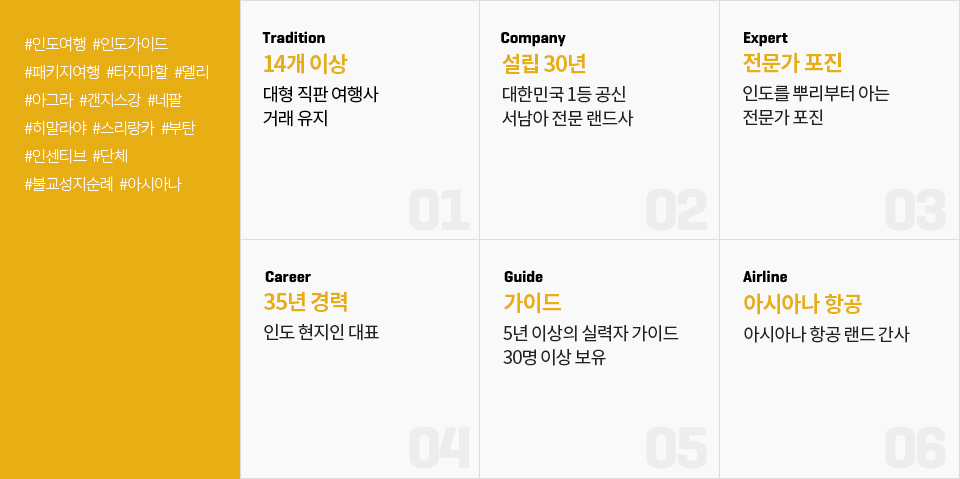 #인도여행 #인도가이드
#패키지여행 #타지마할 #델리
#아그라 #갠지스강 #네팔
#히말라야 #스리랑카 #부탄
#인센티브 #단체
#불교성지순례 #아시아나
Tradition
14개 이상
대형 직판 여행사
거래 유지
01
Company
설립 30년
대한민국 1등 공신
서남아 전문 랜드사
02
Expert
전문가 포진
인도를 뿌리부터 아는
전문가 포진
03
Career
35년 경력
인도 현지인 대표
04
Guide
가이드
5년 이상의 실력자 가이드
30명 이상 보유
05
Airline
아시아나 항공
아시아나 항공 랜드 간사
06